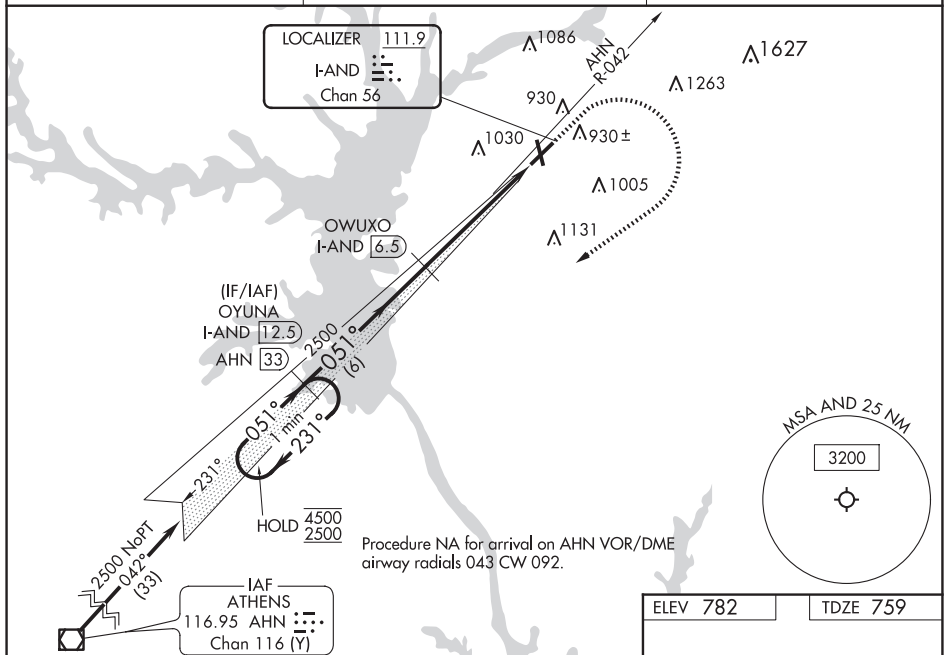 LOCALIZER 111.9
I-AND
Chan 56
1086
AHN
R-042
1627
1263
930
1030
930 ±
1005
1131
OWUXO
I-AND 6.5
(IF/IAF)
OYUNA
I-AND 12.5
AHN 33
2500
051°
(6)
051°
1 min
231°
231°
HOLD 4500
2500
2500 NoPT
042°
(33)
MSA AND 25 NM
3200
Procedure NA for arrival on AHN VOR/DME
airway radials 043 CW 092.
IAF
ATHENS
116.95 AHN
Chan 116 (Y)
ELEV 782
TDZE 759